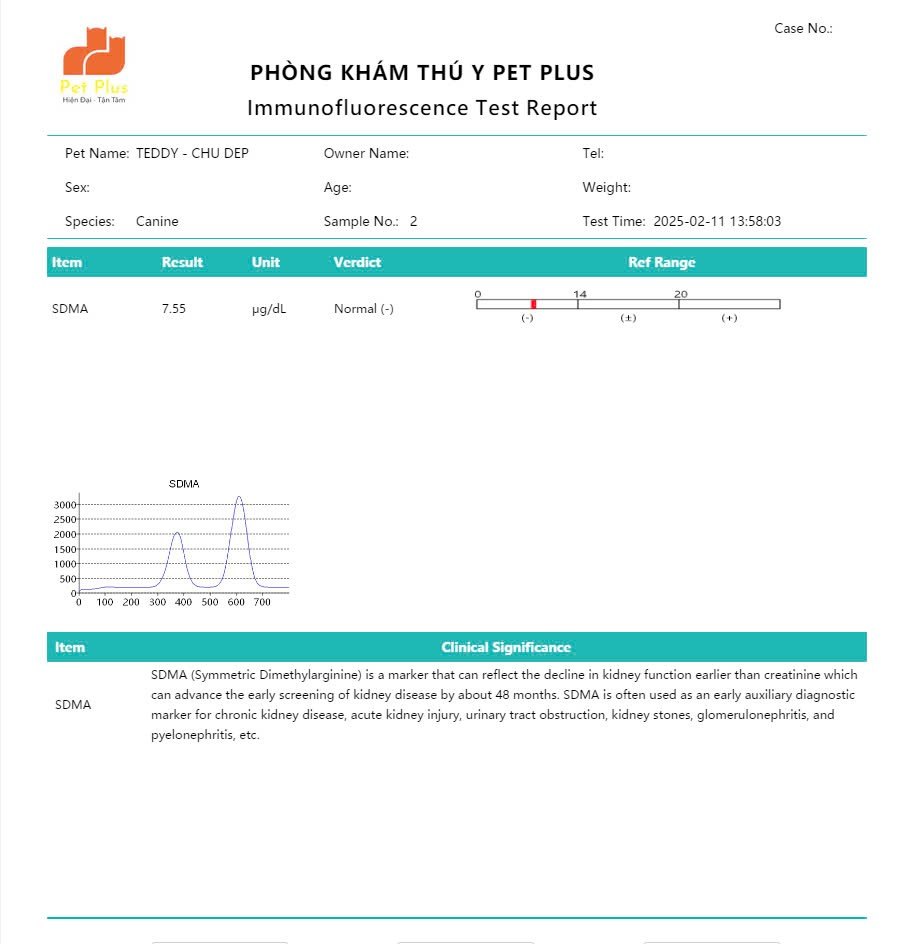 Case No.:
Pet Plus
Hiện Đại - Tận Tâm
PHÒNG KHÁM THÚ Y PET PLUS
Immunofluorescence Test Report
Pet Name: TEDDY - CHU DEP Owner Name: Tel:
Sex: Age: Weight:
Species: Canine Sample No.: 2 Test Time: 2025-02-11 13:58:03
Item Result Unit Verdict Ref Range
0 14 20
SDMA 7.55 µg/dL Normal (-)
(-) (±) (+)
SDMA
3000
2500
2000
1500
1000
500
0
0 100 200 300 400 500 600 700
Item Clinical Significance
SDMA
SDMA (Symmetric Dimethylarginine) is a marker that can reflect the decline in kidney function earlier than creatinine which
can advance the early screening of kidney disease by about 48 months. SDMA is often used as an early auxiliary diagnostic
marker for chronic kidney disease, acute kidney injury, urinary tract obstruction, kidney stones, glomerulonephritis, and
pyelonephritis, etc.